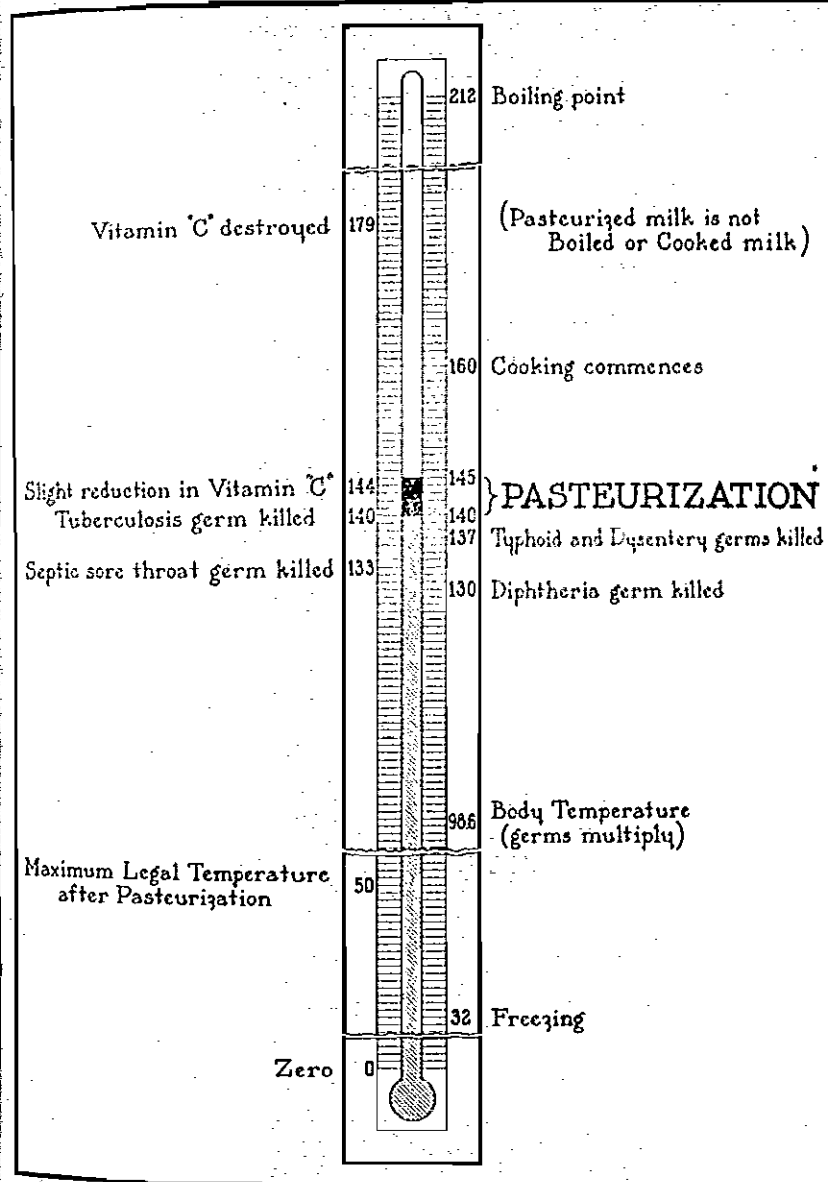 212 Boiling point
Vitamin "C" destroyed 179
(Pasteurized milk is not
Boiled or Cooked milk)
160 Cooking commences
Slight reduction in Vitamin "C" 144
145
PASTEURIZATION
Tuberculosis germ killed 140
140
137 Typhoid and Dysentery germs killed
Septic sore throat germ killed 133
130 Diphtheria germ killed
98.6 Body Temperature
(germs multiply)
Maximum Legal Temperature
after Pasteurization 50
32 Freezing
Zero 0